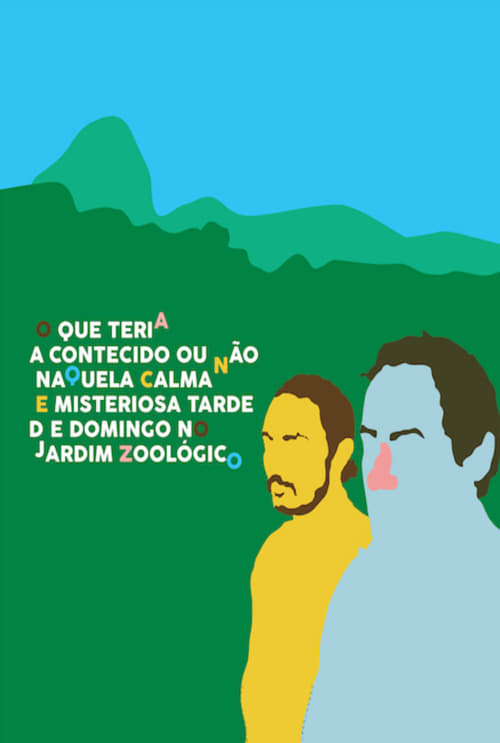 O QUE TERIA
A CONTECIDO OU NÃO
NAQUELA CALMA
E MISTERIOSA TARDE
D E DOMINGO NO
JARDIM ZOOLÓGICO